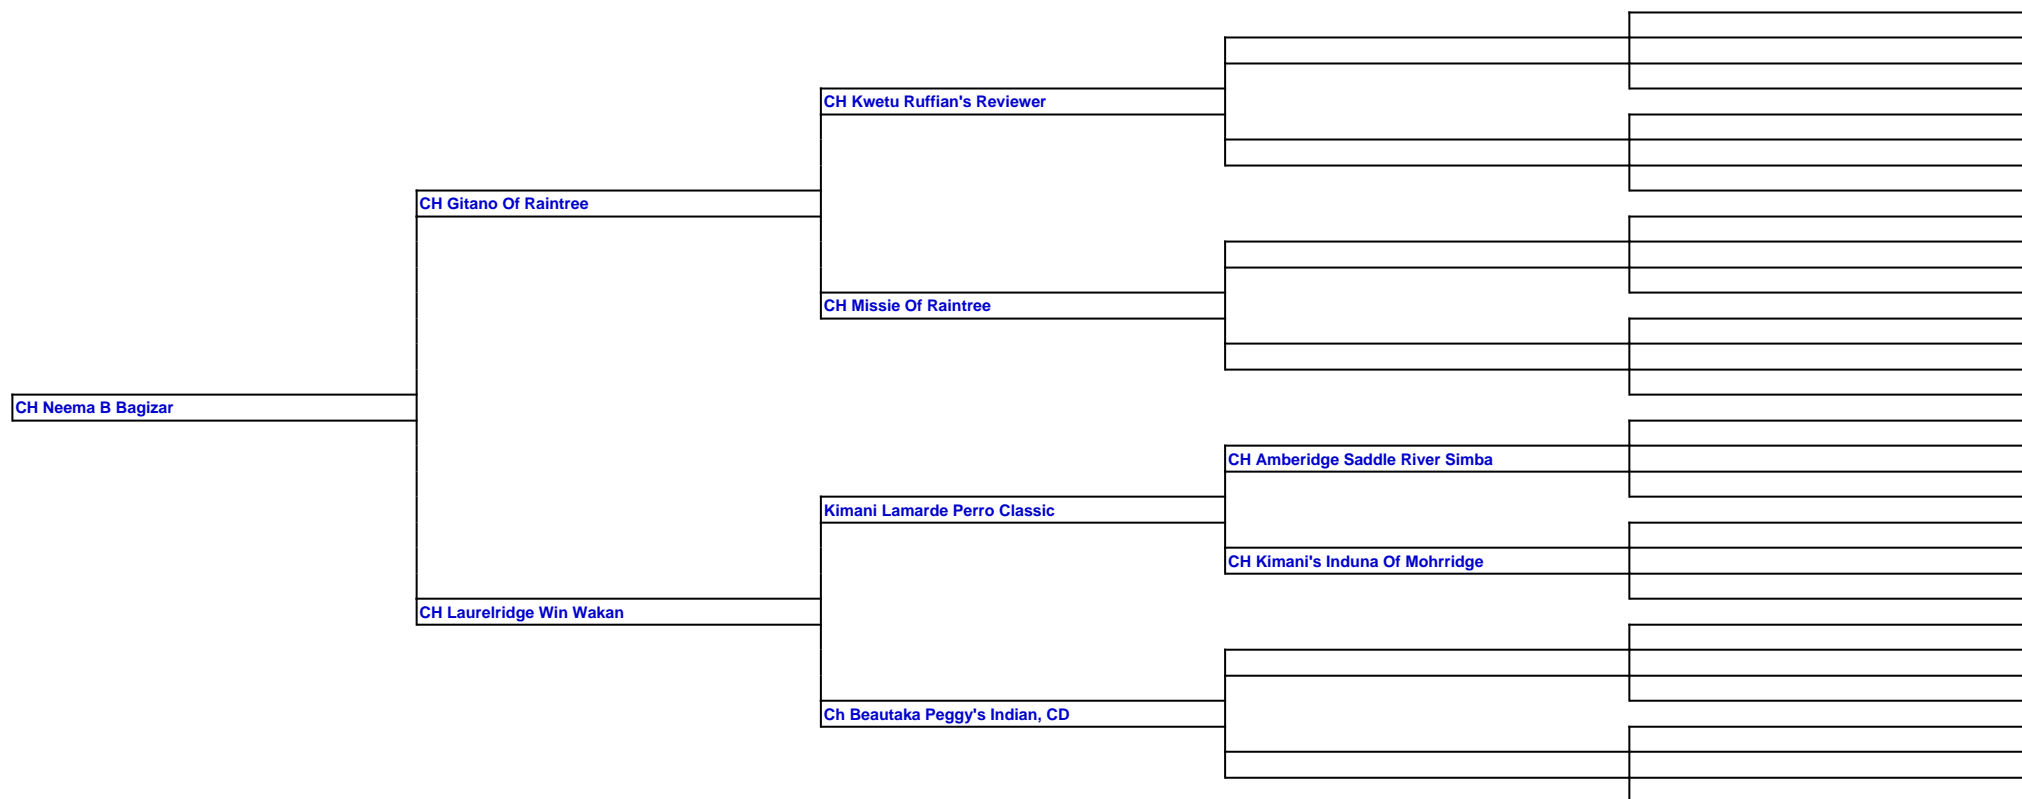 CH Kwetu Ruffian's Reviewer
CH Gitano Of Raintree
CH Missie Of Raintree
CH Neema B Bagizar
CH Amberidge Saddle River Simba
Kimani Lamarde Perro Classic
CH Kimani's Induna Of Mohrridge
CH Laurelridge Win Wakan
Ch Beautaka Peggy's Indian, CD